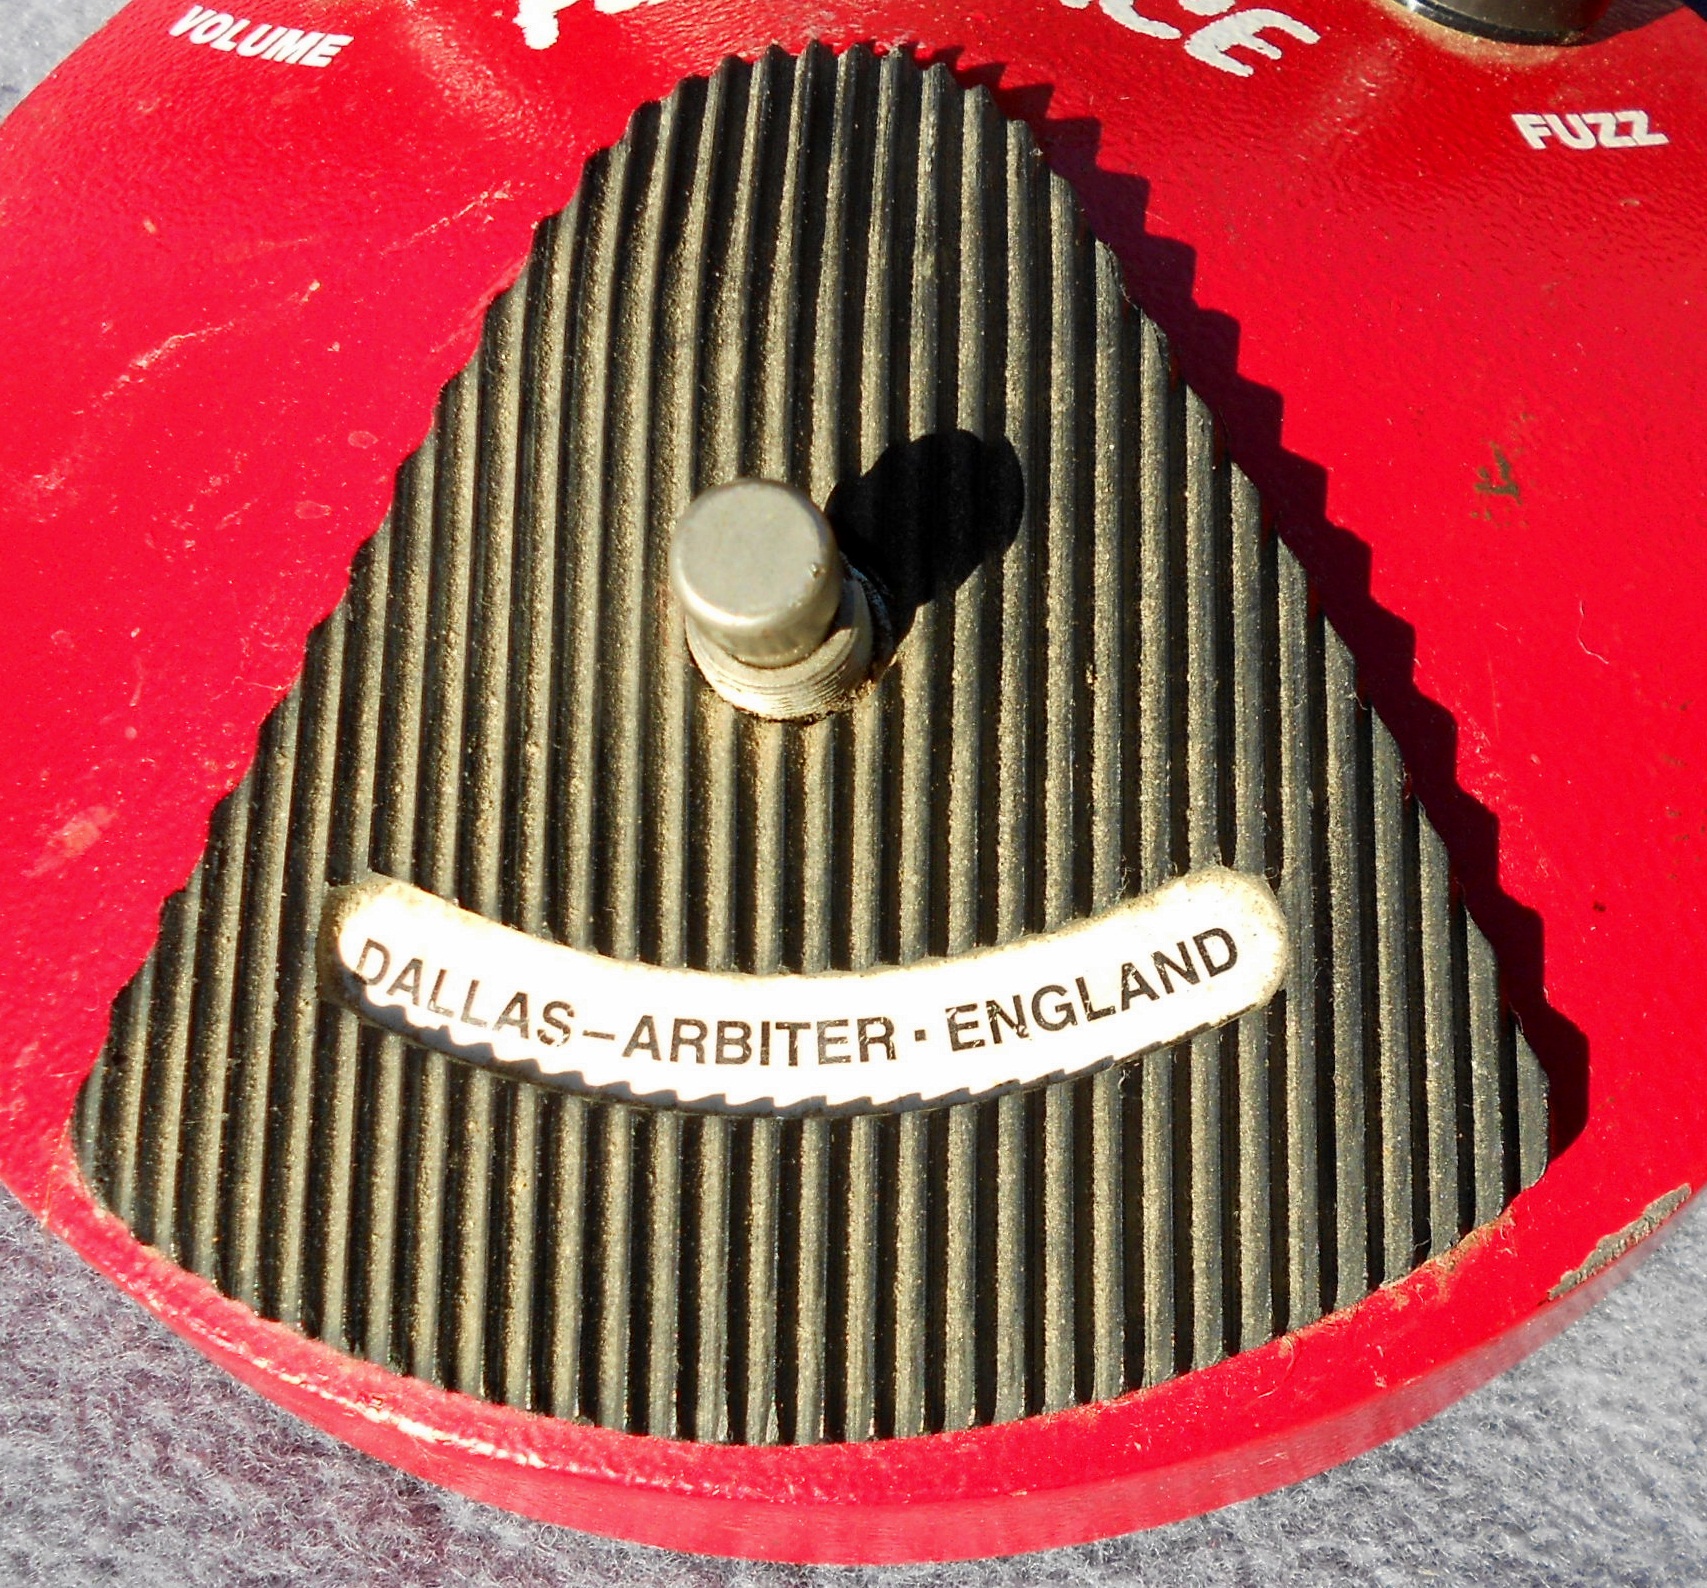 VOLUME
FUZZ
DALLAS–ARBITER · ENGLAND